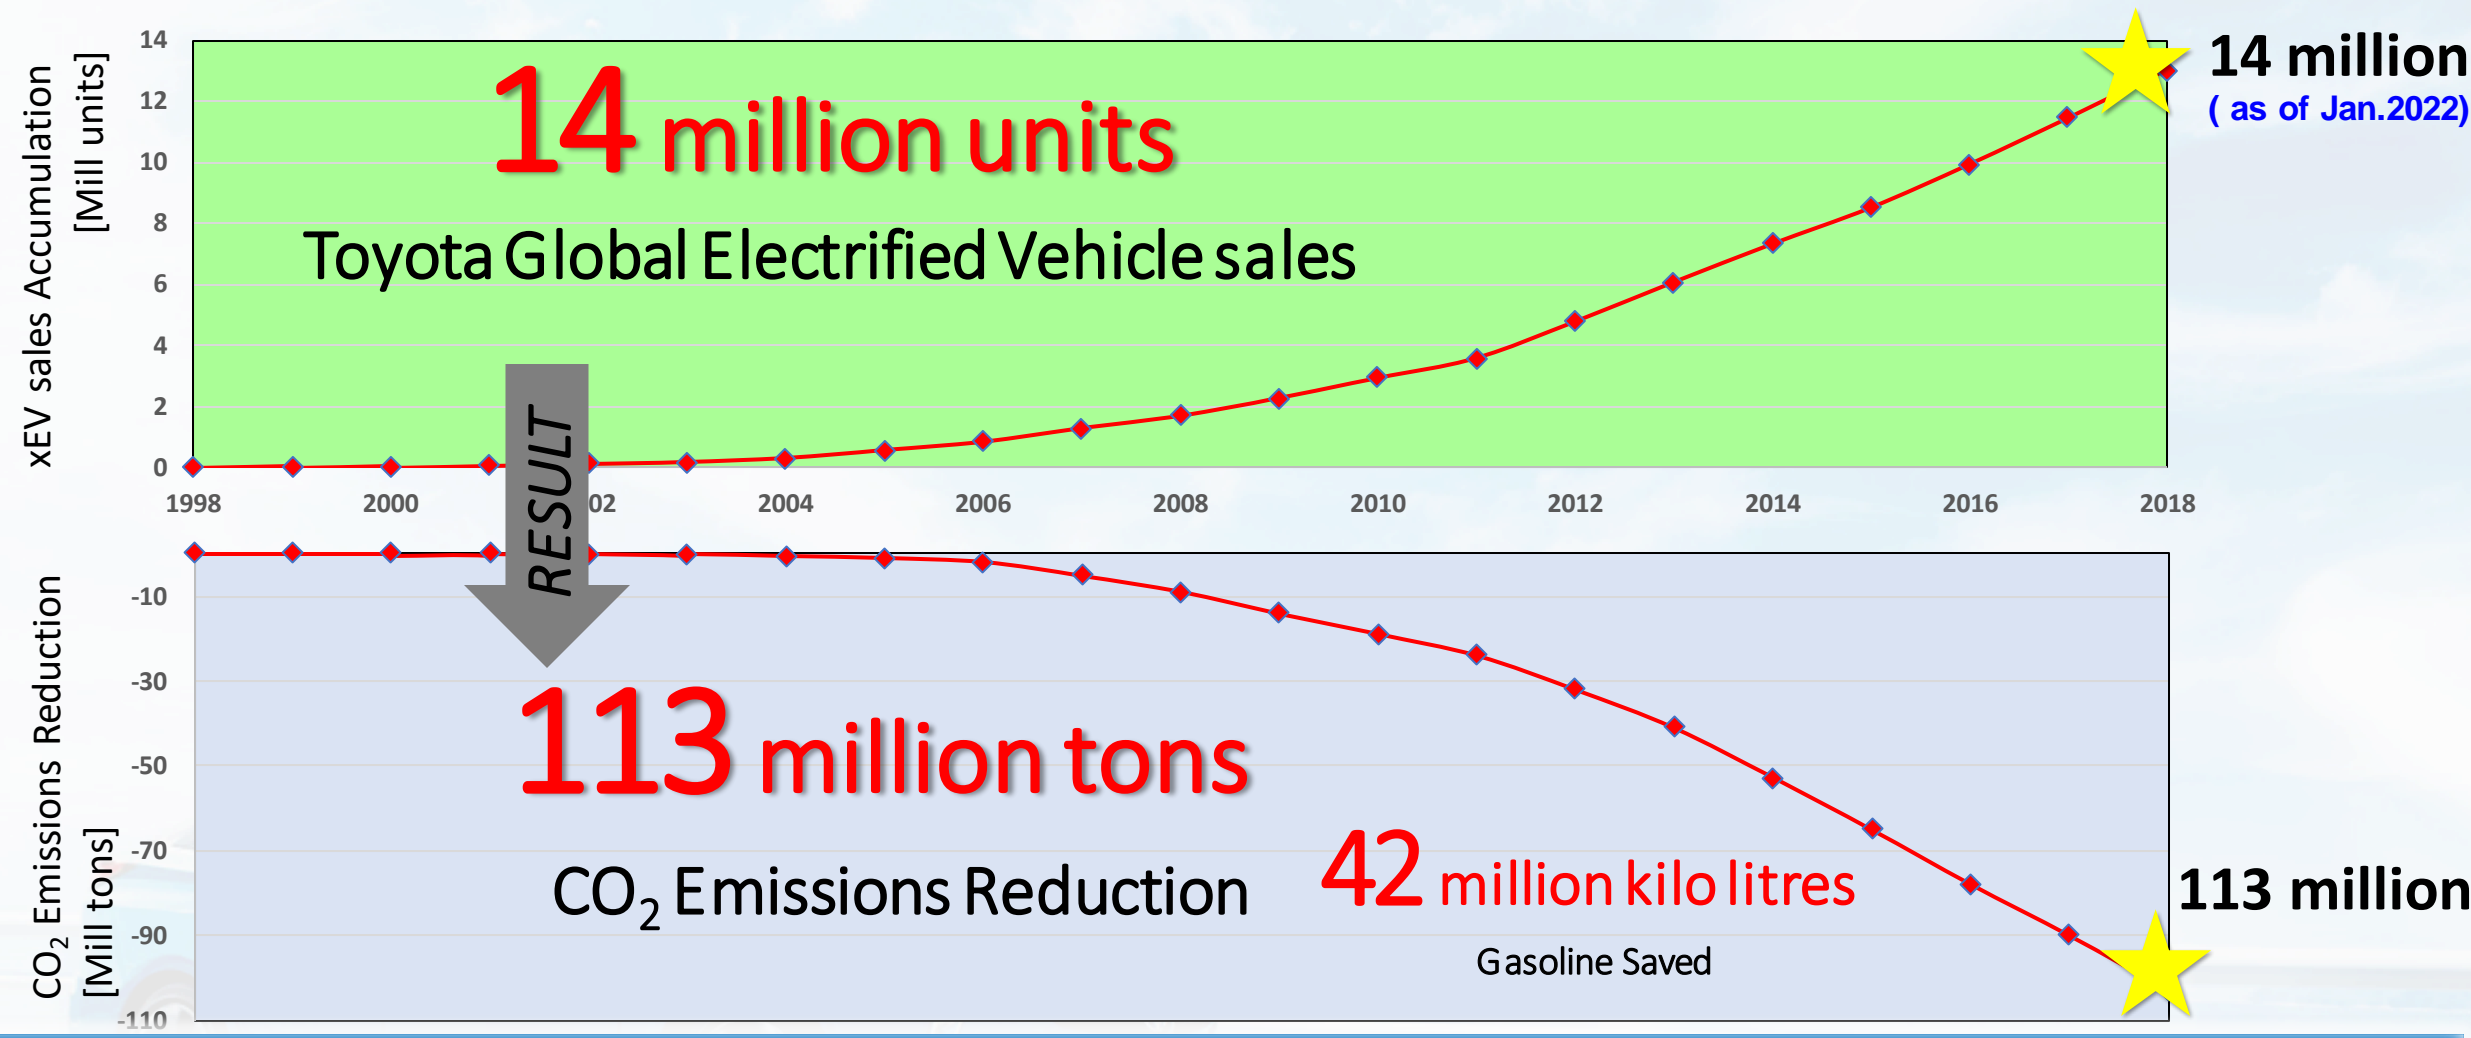 xEV sales Accumulation
[Mill units]
14
12
10
8
6
4
2
0
14 million units
Toyota Global Electrified Vehicle sales
14 million
( as of Jan.2022)
1998
2000
02
2004
2006
2008
2010
2012
2014
2016
2018
RESULT
CO₂ Emissions Reduction
[Mill tons]
-10
-30
-50
-70
-90
-110
113 million tons
CO₂ Emissions Reduction
42 million kilo litres
Gasoline Saved
113 million